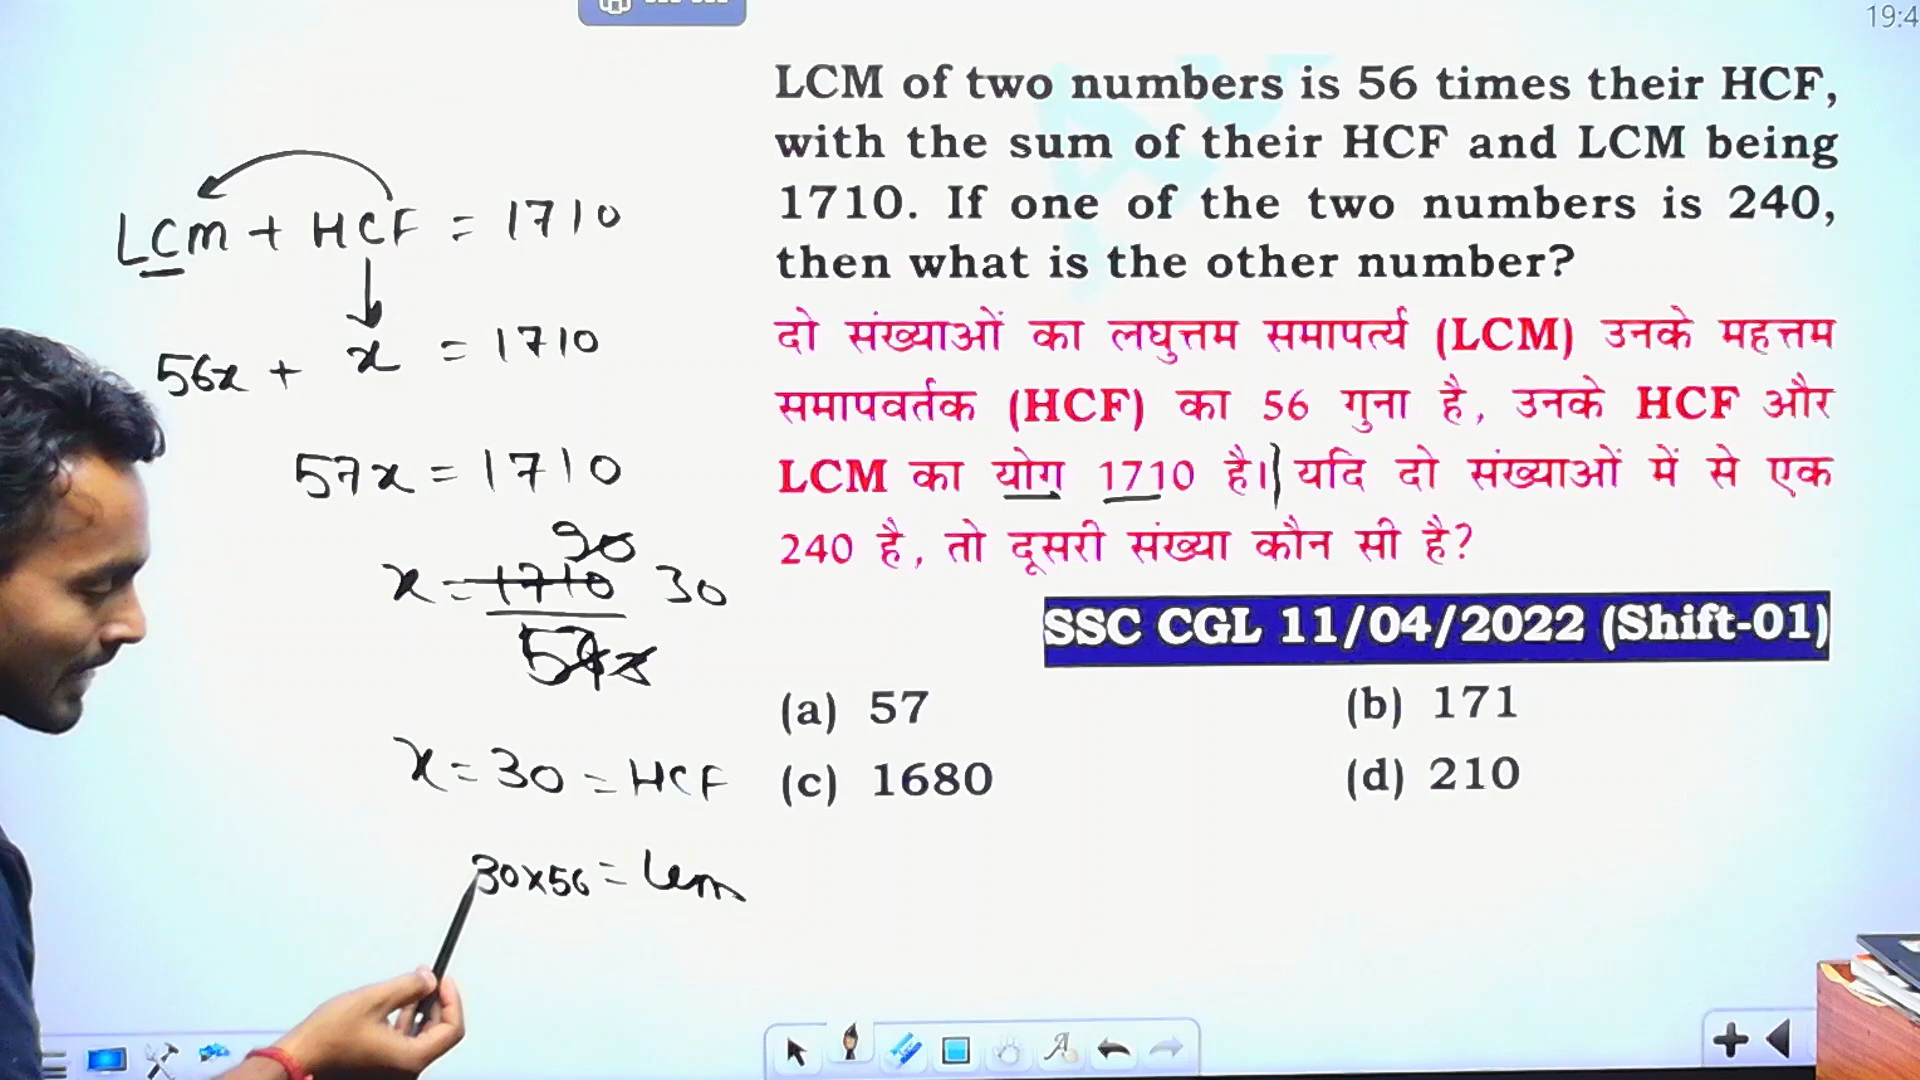 19:4
LCM of two numbers is 56 times their HCF,
with the sum of their HCF and LCM being
1710. If one of the two numbers is 240,
then what is the other number?
दो संख्याओं का लघुत्तम समापर्त्य (LCM) उनके महत्तम
समापवर्तक (HCF) का 56 गुना है, उनके HCF और
LCM का योग 1710 है। यदि दो संख्याओं में से एक
240 है, तो दूसरी संख्या कौन सी है?
SSC CGL 11/04/2022 (Shift-01)
(a) 57
(b) 171
(c) 1680
(d) 210
LCM + HCF = 1710
56x + x = 1710
57x = 1710
90
x = 1710 30
x = 30 = HCF
30x56 = Lcm